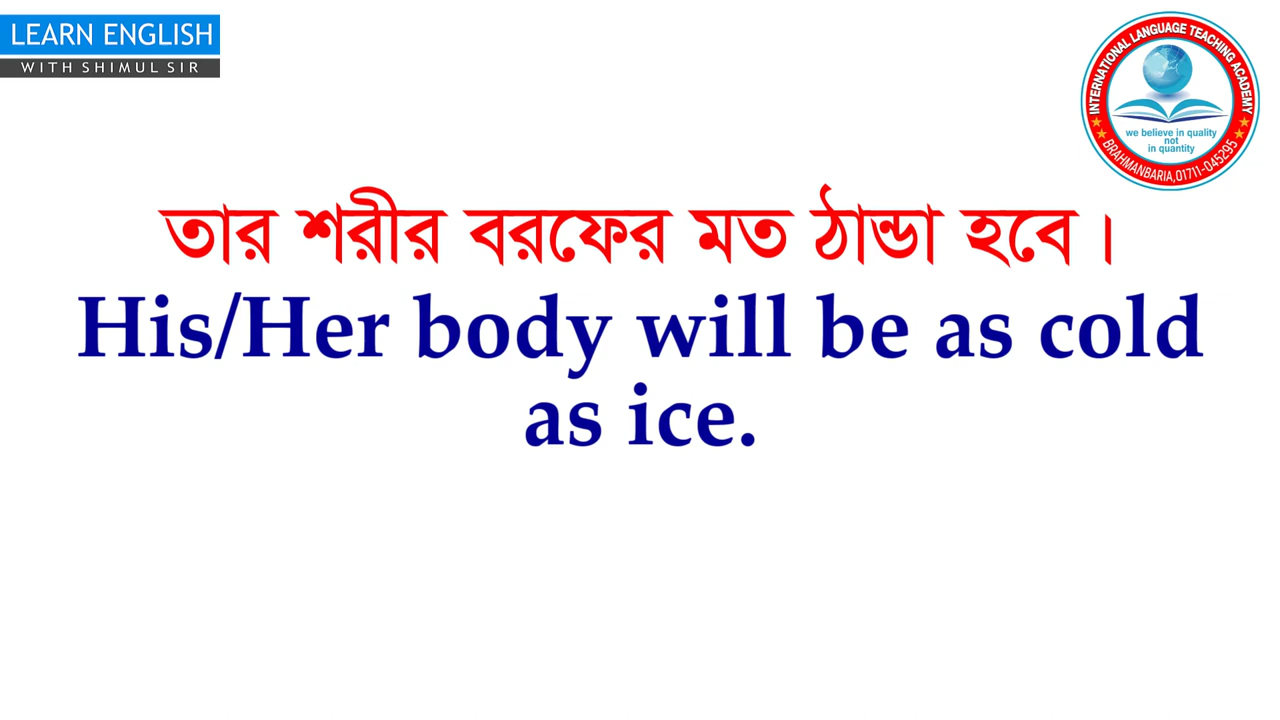 LEARN ENGLISH
WITH SHIMUL SIR
INTERNATIONAL LANGUAGE TEACHING ACADEMY
we believe in quality
not
in quantity
BRAHMANBARIA,01711-045295
তার শরীর বরফের মত ঠান্ডা হবে।
His/Her body will be as cold
as ice.